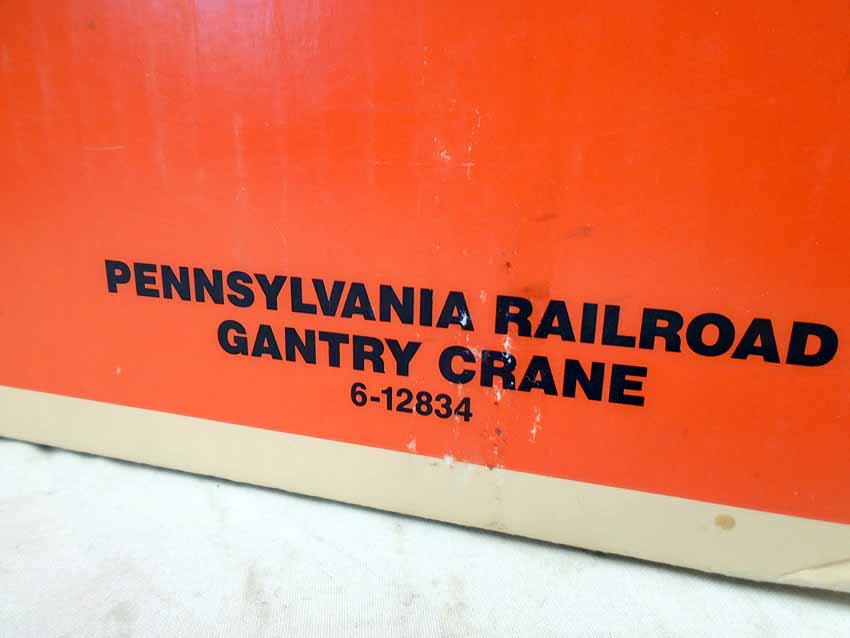 PENNSYLVANIA RAILROAD
GANTRY CRANE
6-12834